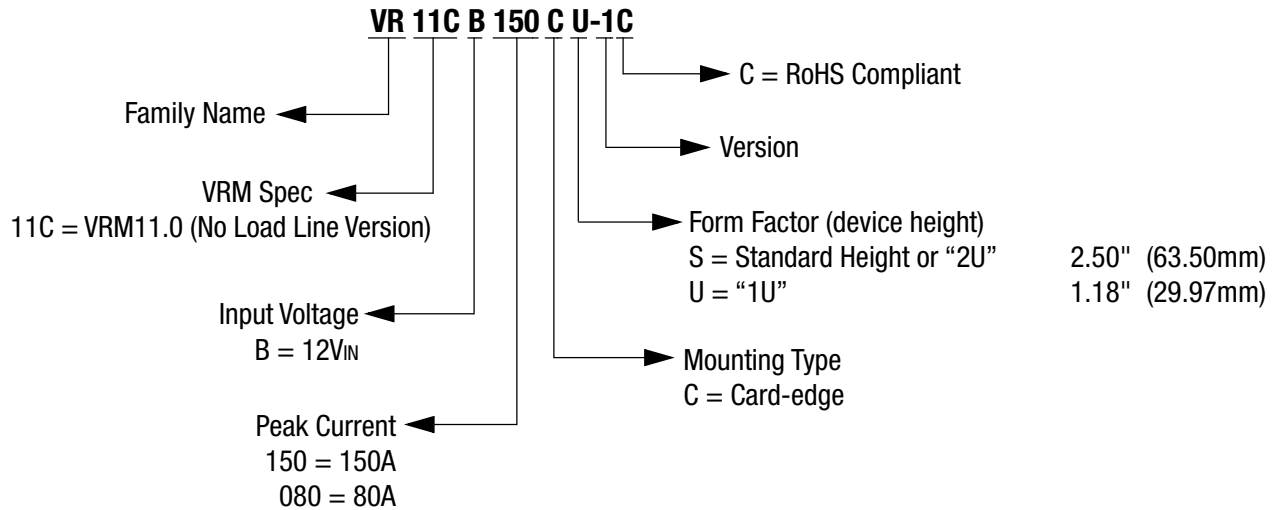 VR 11C B 150 C U-1C
C = RoHS Compliant
Family Name
Version
VRM Spec
11C = VRM11.0 (No Load Line Version)
Form Factor (device height)
S = Standard Height or “2U” 2.50" (63.50mm)
U = “1U” 1.18" (29.97mm)
Input Voltage
B = 12VIN
Mounting Type
C = Card-edge
Peak Current
150 = 150A
080 = 80A